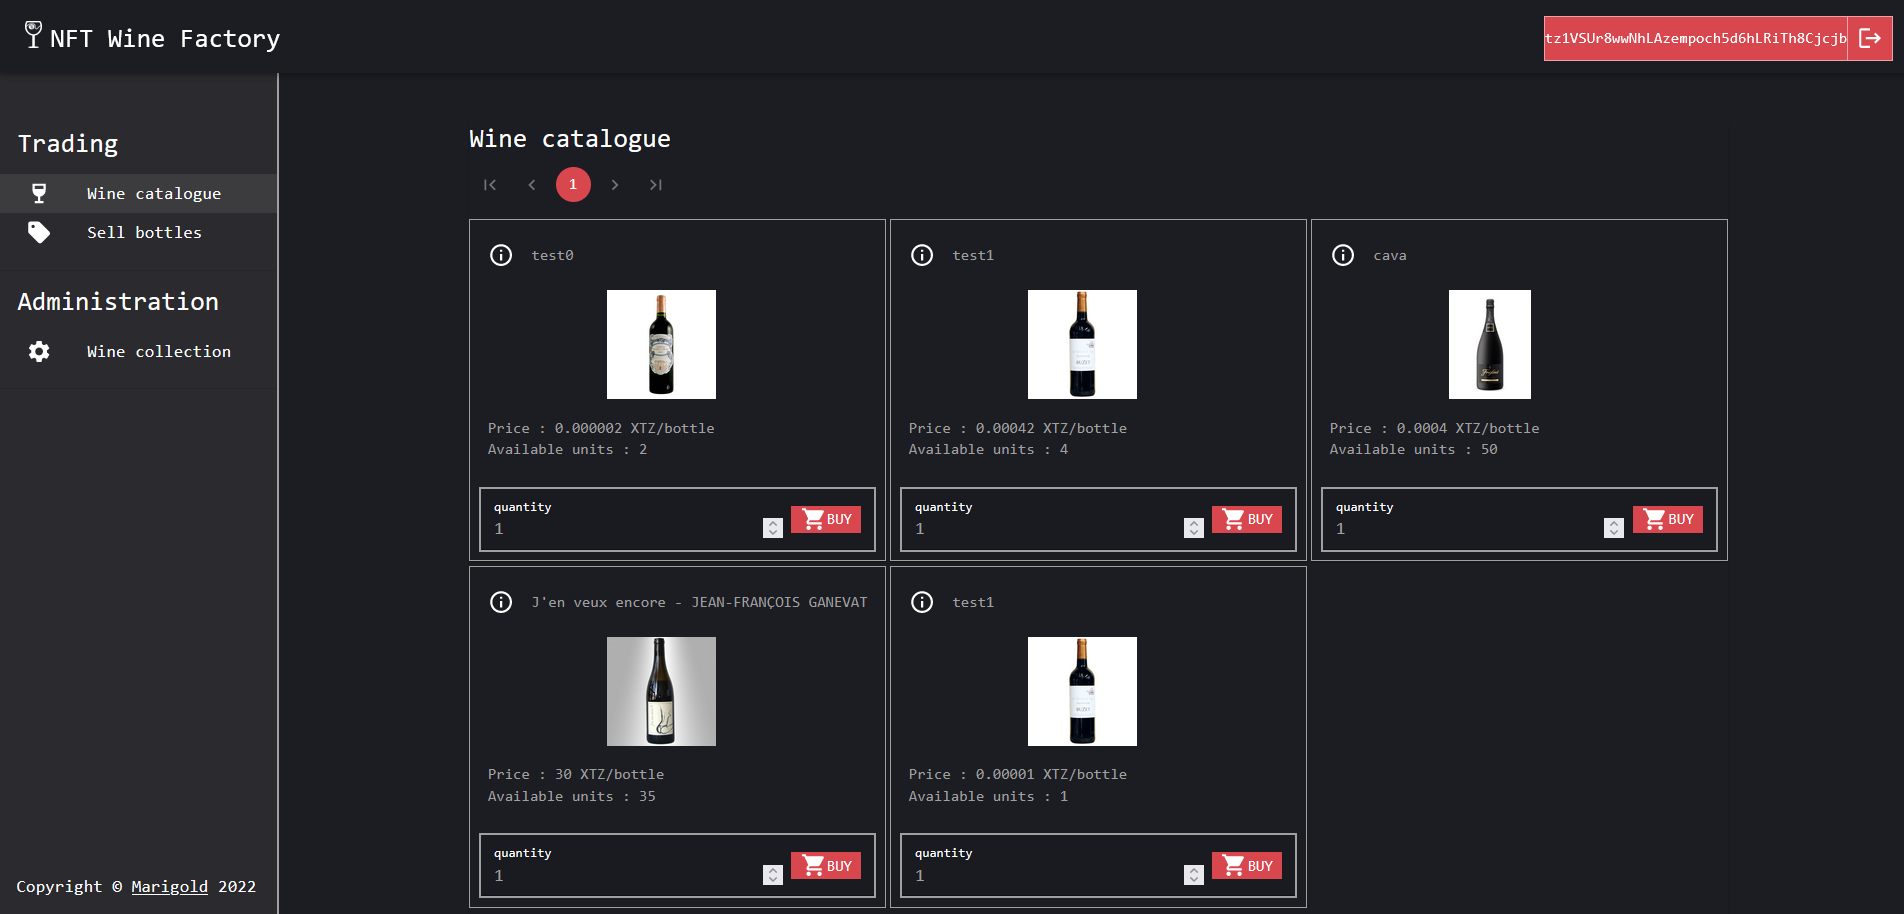 NFT Wine Factory
tz1VSUr8wwNhLAzempoch5d6hLRiTh8Cjcjb
Trading
Wine catalogue
Sell bottles
Administration
Wine collection
Copyright © Marigold 2022
Wine catalogue
1
test0
Price : 0.000002 XTZ/bottle
Available units : 2
quantity
1
BUY
test1
BUZET
Price : 0.00042 XTZ/bottle
Available units : 4
quantity
1
BUY
cava
Freixenet
Price : 0.0004 XTZ/bottle
Available units : 50
quantity
1
BUY
J'en veux encore - JEAN-FRANÇOIS GANEVAT
Price : 30 XTZ/bottle
Available units : 35
quantity
1
BUY
test1
BUZET
Price : 0.00001 XTZ/bottle
Available units : 1
quantity
1
BUY